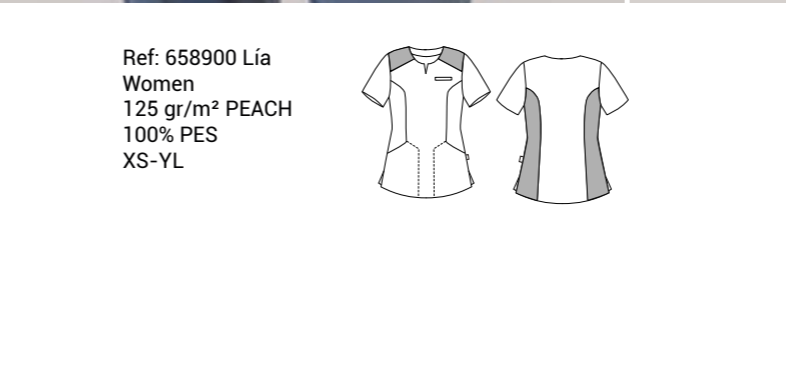 Ref: 658900 Lía
Women
125 gr/m² PEACH
100% PES
XS-YL